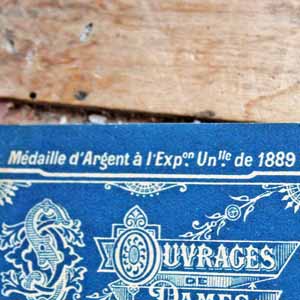 Médaille d'Argent à l'Expon. Unlle de 1889
OUVRAGES
DE
DAMES